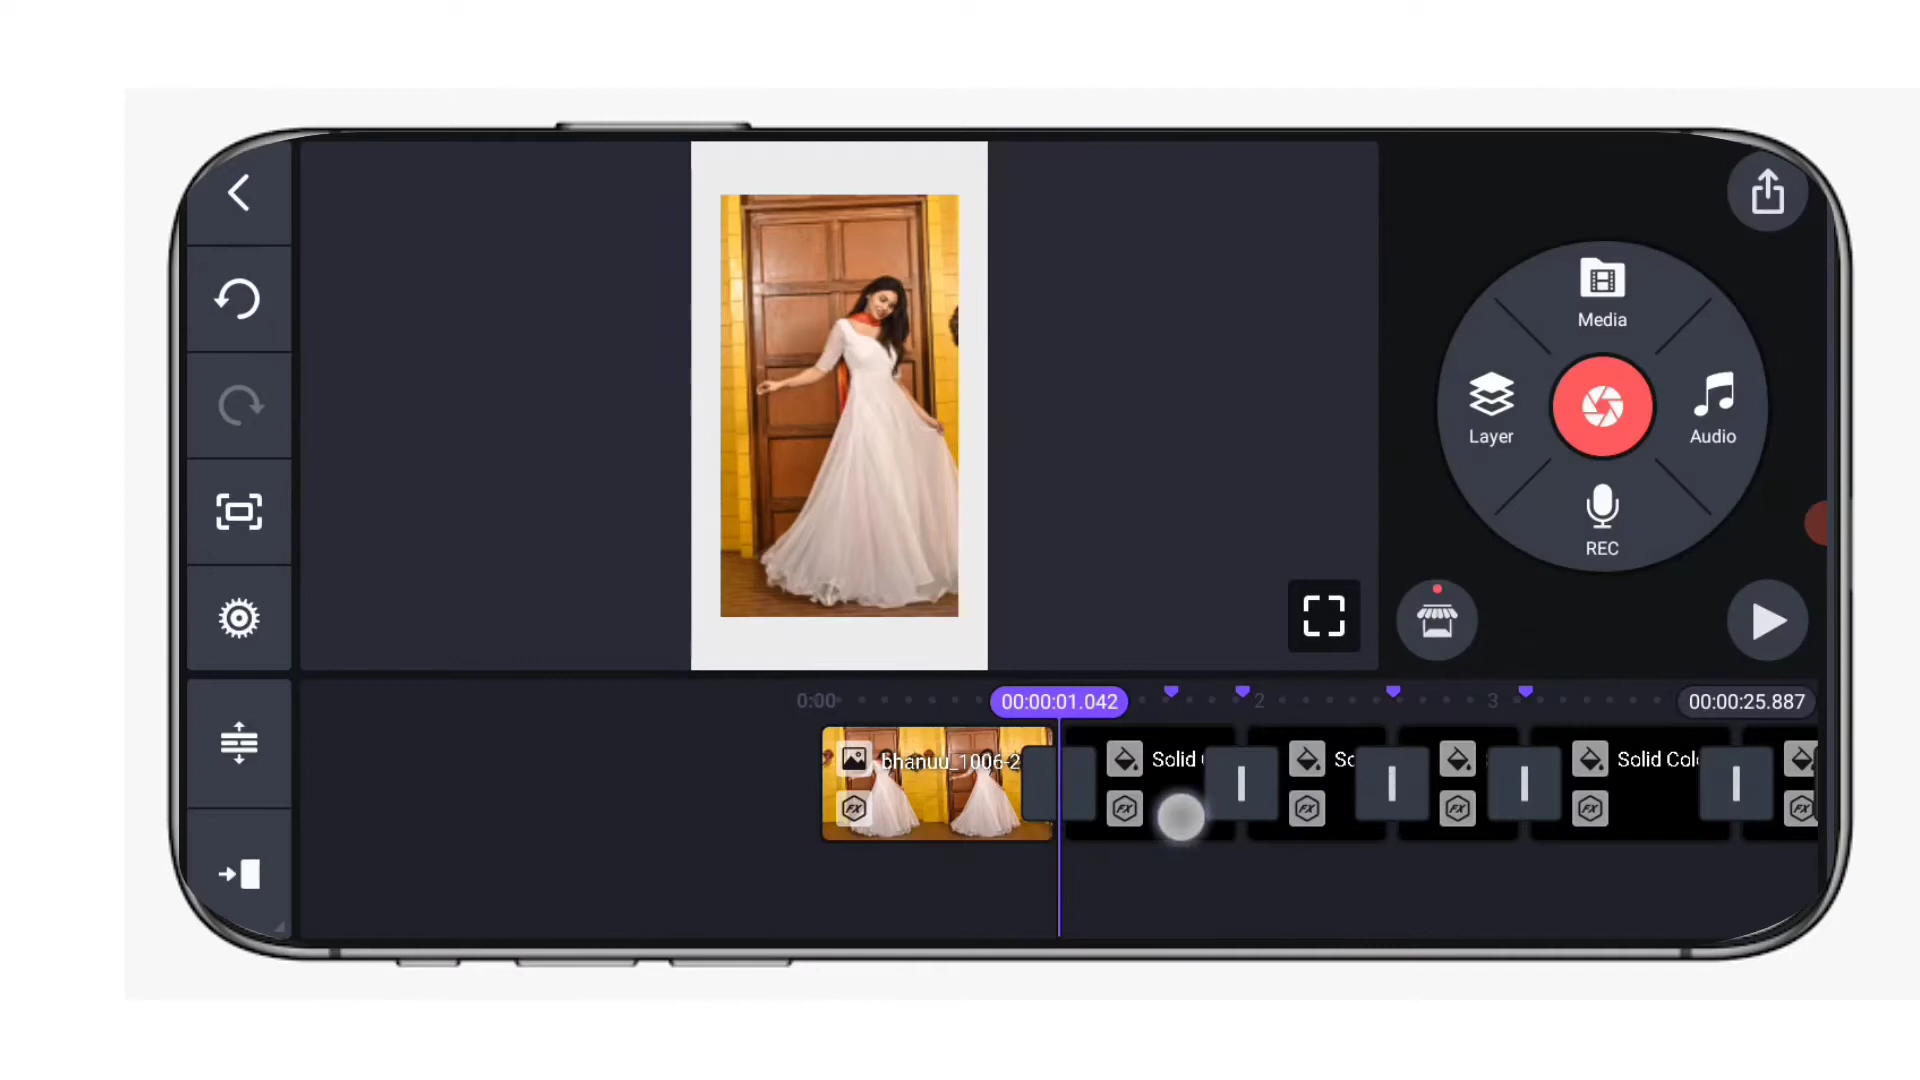 Media
Layer
Audio
REC
0:00
00:00:01.042
2
3
00:00:25.887
bhanuu_1006-2
Solid
So
Solid Col